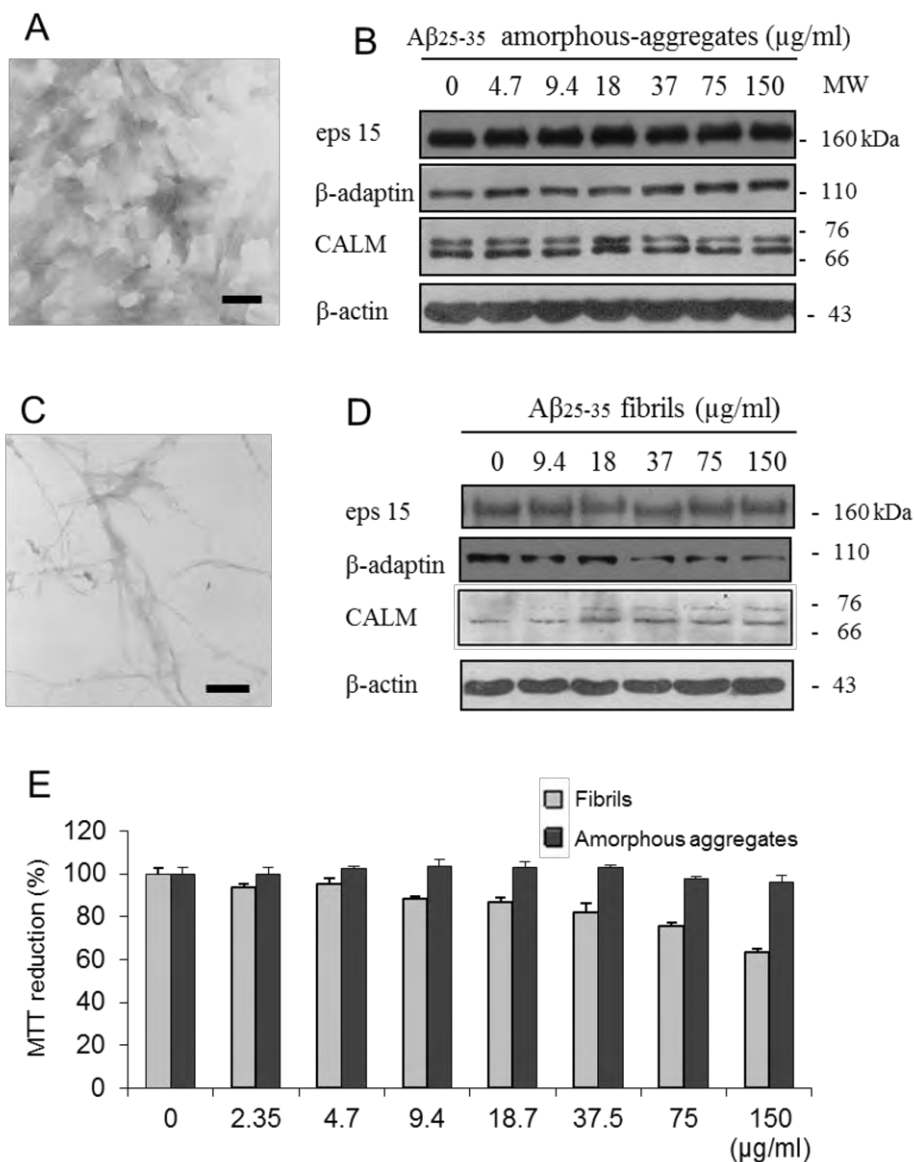 A
B
Aβ25-35 amorphous-aggregates (µg/ml)
0 4.7 9.4 18 37 75 150 MW
eps 15 - 160 kDa
β-adaptin - 110
CALM - 76
- 66
β-actin - 43
C
D
Aβ25-35 fibrils (µg/ml)
0 9.4 18 37 75 150
eps 15 - 160 kDa
β-adaptin - 110
CALM - 76
- 66
β-actin - 43
E
Fibrils
Amorphous aggregates
MTT reduction (%)
120
100
80
60
40
20
0
0 2.35 4.7 9.4 18.7 37.5 75 150
(µg/ml)